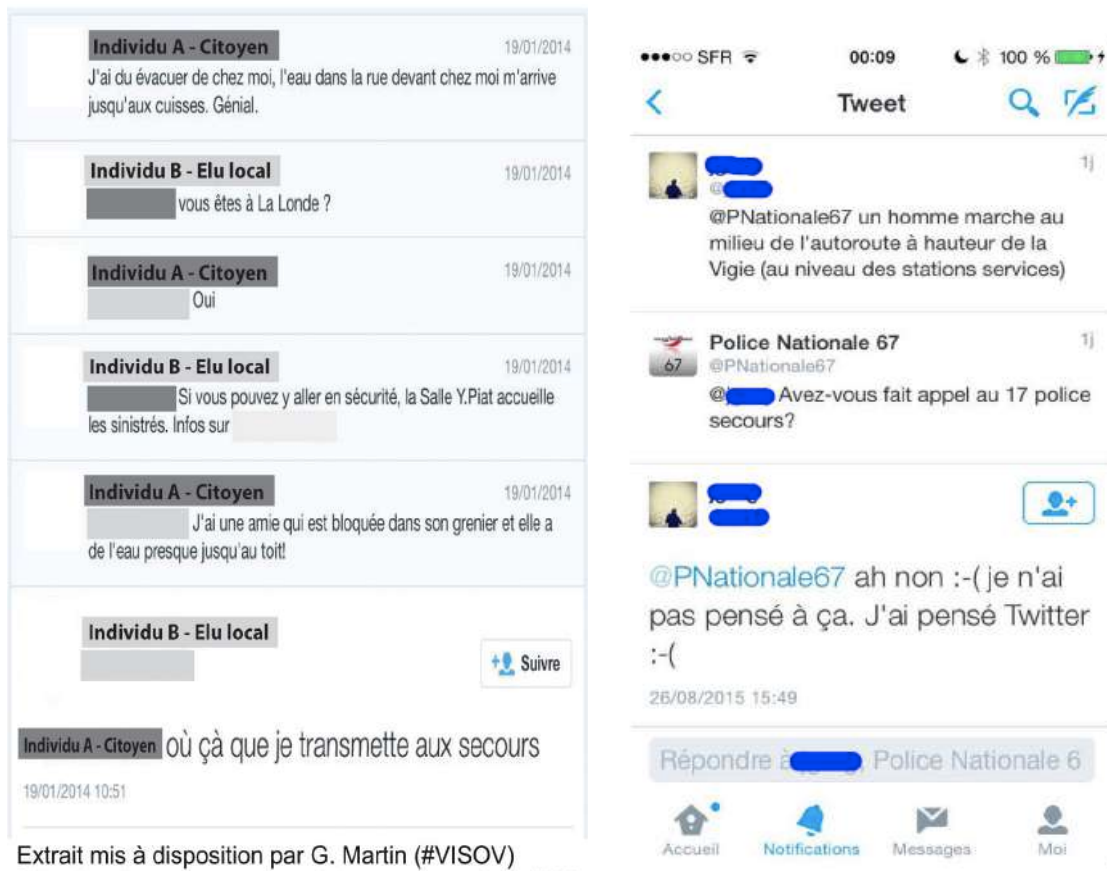 Individu A - Citoyen 19/01/2014
J'ai du évacuer de chez moi, l'eau dans la rue devant chez moi m'arrive
jusqu'aux cuisses. Génial.
Individu B - Elu local 19/01/2014
vous êtes à La Londe ?
Individu A - Citoyen 19/01/2014
Oui
Individu B - Elu local 19/01/2014
Si vous pouvez y aller en sécurité, la Salle Y.Piat accueille
les sinistrés. Infos sur
Individu A - Citoyen 19/01/2014
J'ai une amie qui est bloquée dans son grenier et elle a
de l'eau presque jusqu'au toit!
Individu B - Elu local
Suivre
Individu A - Citoyen où çà que je transmette aux secours
19/01/2014 10:51
Extrait mis à disposition par G. Martin (#VISOV)
SFR 00:09 100 %
Tweet
1j
@
@PNationale67 un homme marche au
milieu de l'autoroute à hauteur de la
Vigie (au niveau des stations services)
Police Nationale 67 1j
67 @PNationale67
@ Avez-vous fait appel au 17 police
secours?
@PNationale67 ah non :-( je n'ai
pas pensé à ça. J'ai pensé Twitter
:-(
26/08/2015 15:49
Répondre à , Police Nationale 6
Accueil Notifications Messages Moi